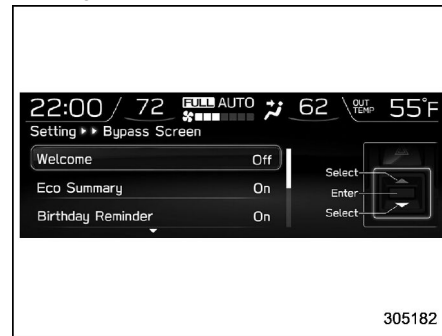 22:00 72 FULL AUTO 62 OUT TEMP 55°F
Setting ▸▸ Bypass Screen
Welcome Off
Eco Summary On
Birthday Reminder On
Select
Enter
Select
305182